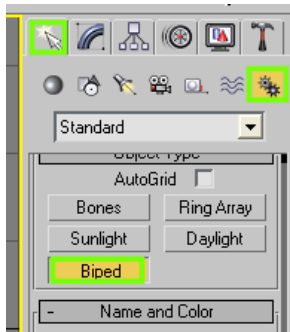 Standard
Object Type
AutoGrid
Bones Ring Array
Sunlight Daylight
Biped
- Name and Color